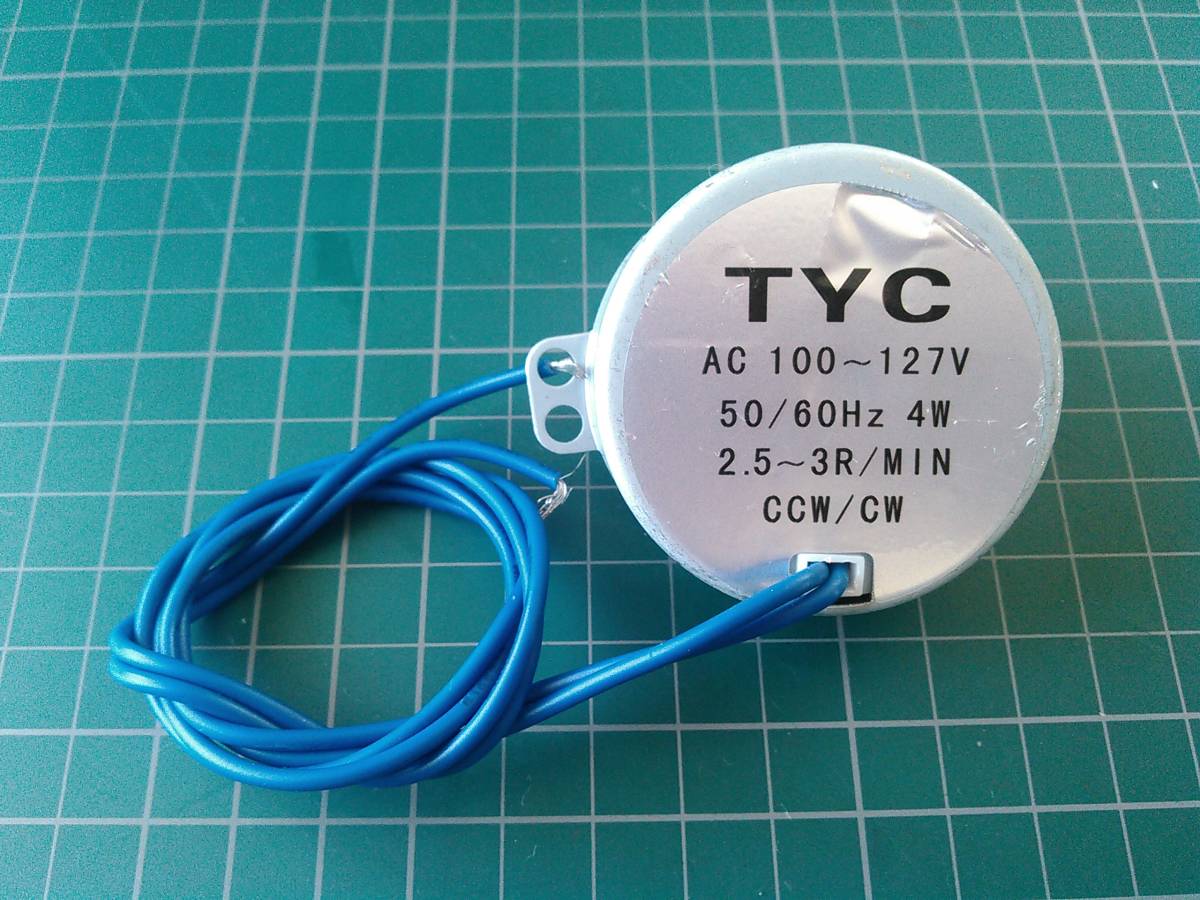 TYC
AC 100~127V
50/60Hz 4W
2.5~3R/MIN
CCW/CW